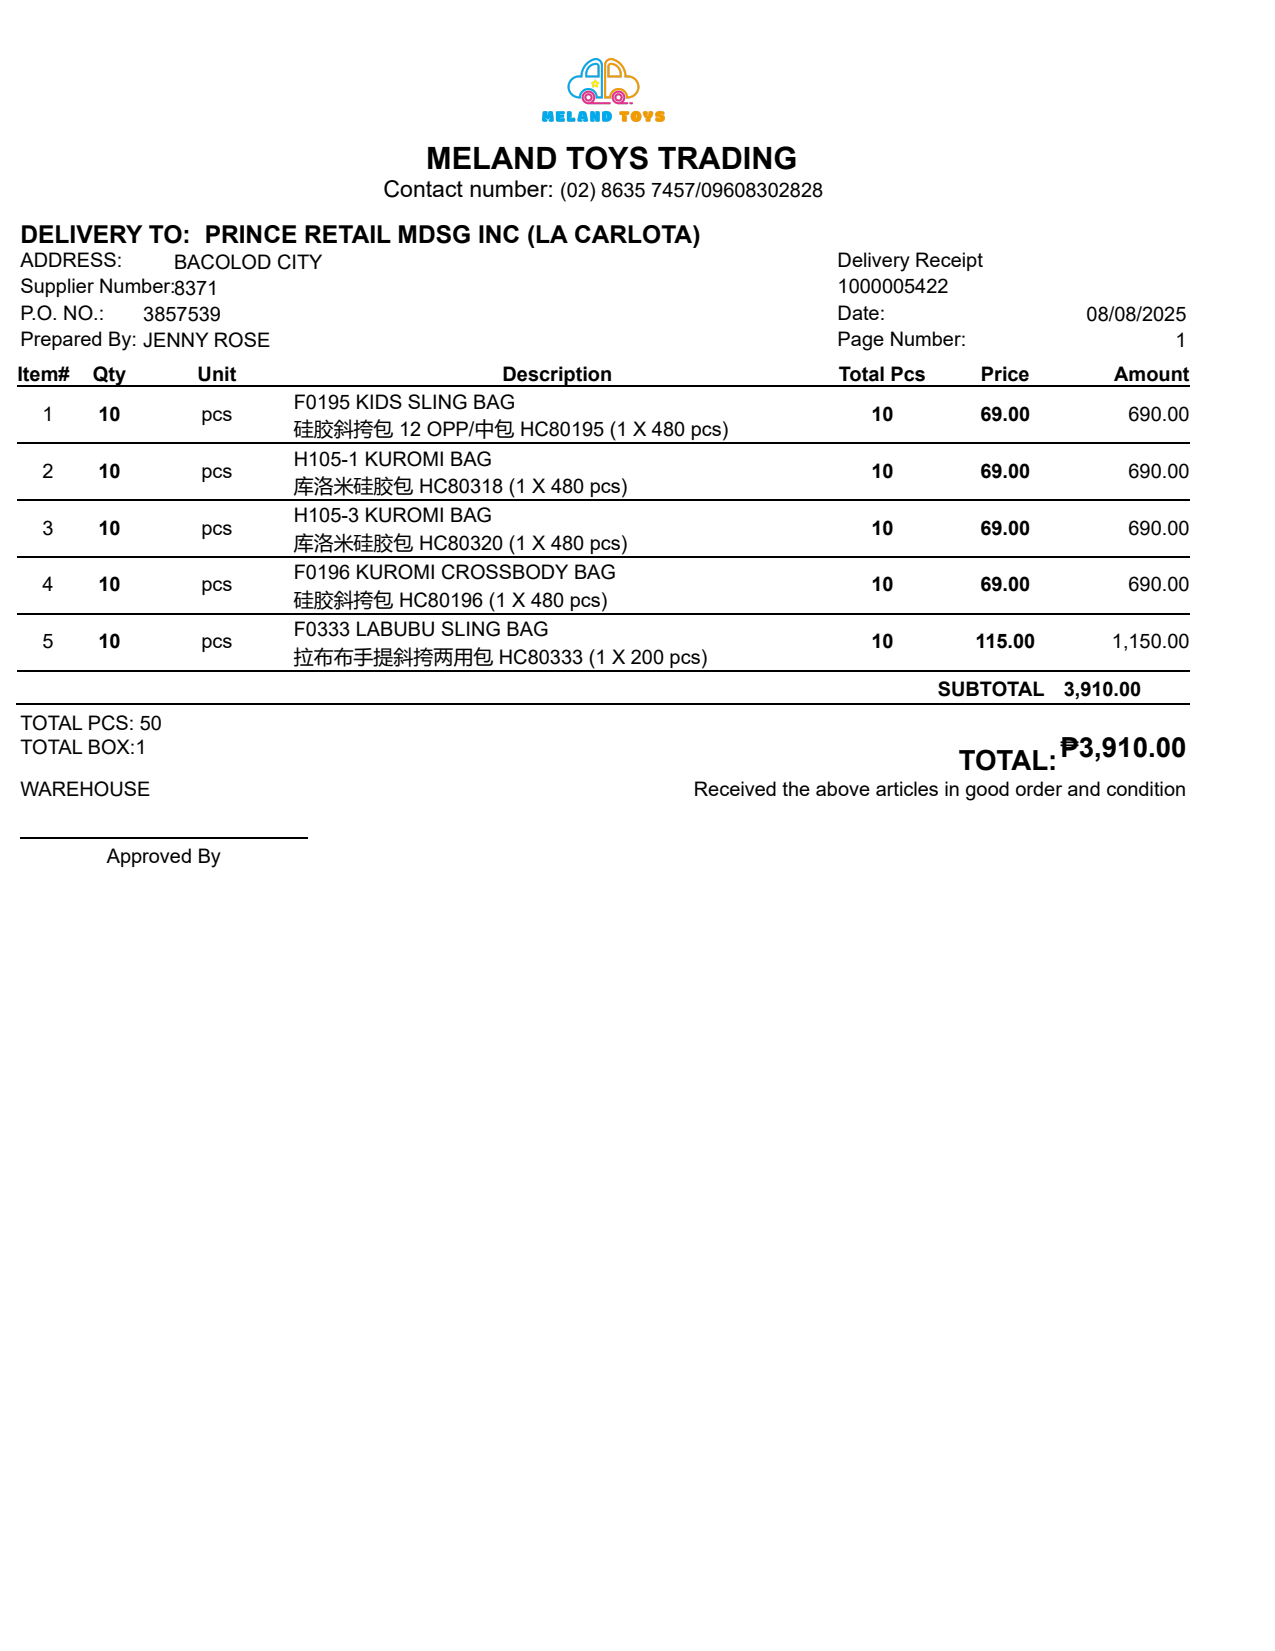 MELAND TOYS
MELAND TOYS TRADING
Contact number: (02) 8635 7457/09608302828
DELIVERY TO: PRINCE RETAIL MDSG INC (LA CARLOTA)
ADDRESS: BACOLOD CITY Delivery Receipt
Supplier Number:8371 1000005422
P.O. NO.: 3857539 Date: 08/08/2025
Prepared By: JENNY ROSE Page Number: 1
Item# Qty Unit Description Total Pcs Price Amount
1 10 pcs F0195 KIDS SLING BAG 10 69.00 690.00
硅胶斜挎包 12 OPP/中包 HC80195 (1 X 480 pcs)
2 10 pcs H105-1 KUROMI BAG 10 69.00 690.00
库洛米硅胶包 HC80318 (1 X 480 pcs)
3 10 pcs H105-3 KUROMI BAG 10 69.00 690.00
库洛米硅胶包 HC80320 (1 X 480 pcs)
4 10 pcs F0196 KUROMI CROSSBODY BAG 10 69.00 690.00
硅胶斜挎包 HC80196 (1 X 480 pcs)
5 10 pcs F0333 LABUBU SLING BAG 10 115.00 1,150.00
拉布布手提斜挎两用包 HC80333 (1 X 200 pcs)
SUBTOTAL 3,910.00
TOTAL PCS: 50
TOTAL BOX:1 TOTAL: ₱3,910.00
WAREHOUSE Received the above articles in good order and condition
Approved By